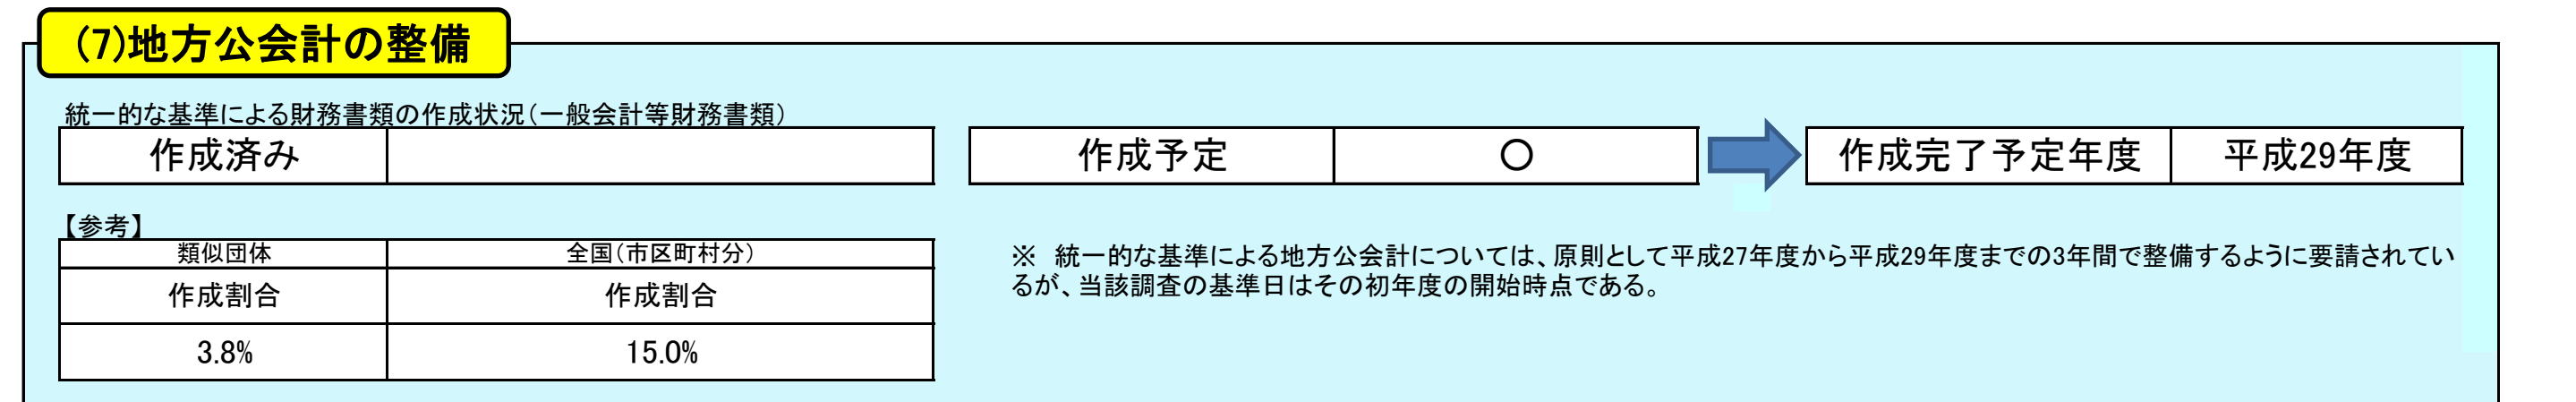 (7)地方公会計の整備
統一的な基準による財務書類の作成状況(一般会計等財務書類)
作成済み
作成予定 〇
作成完了予定年度 平成29年度
【参考】
類似団体 全国(市区町村分)
作成割合 作成割合
3.8% 15.0%
※ 統一的な基準による地方公会計については、原則として平成27年度から平成29年度までの3年間で整備するように要請されてい
るが、当該調査の基準日はその初年度の開始時点である。